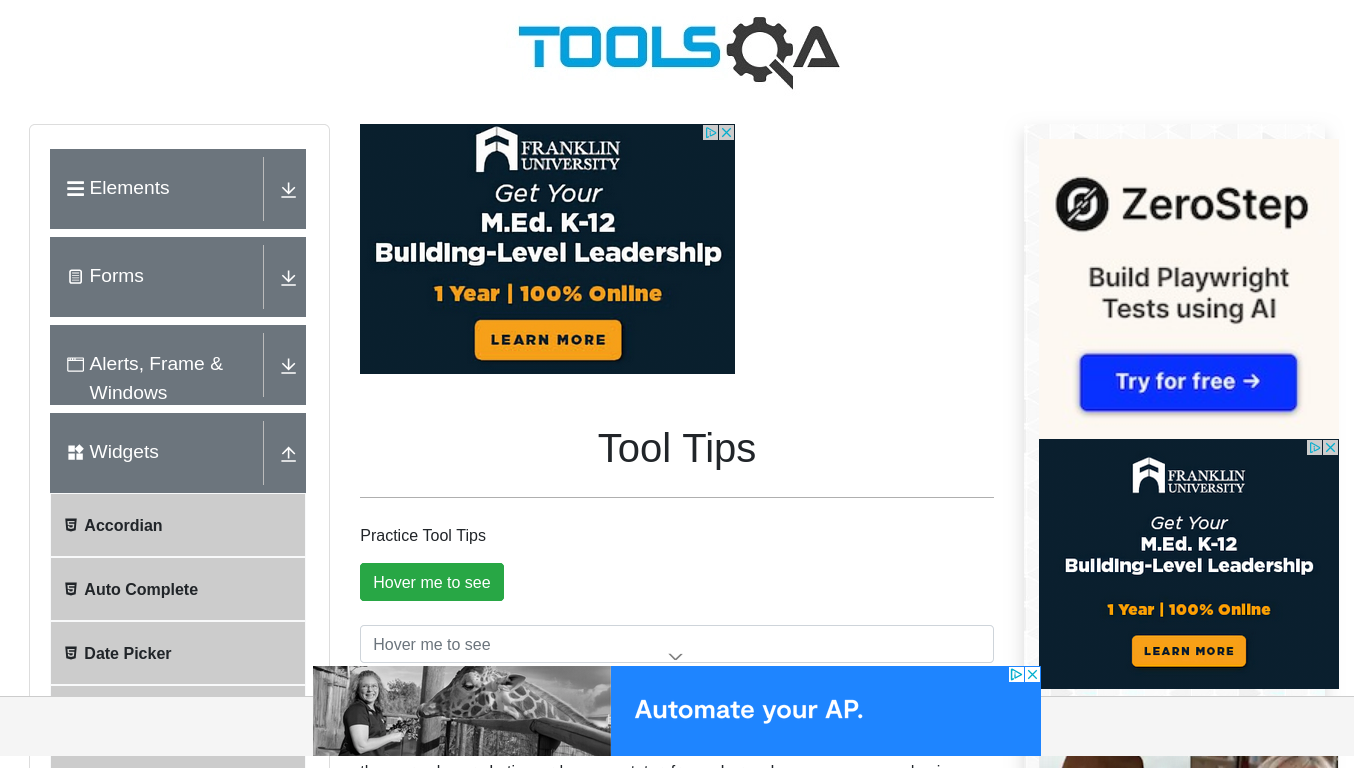 TOOLSQA
Elements
Forms
Alerts, Frame &
Windows
Widgets
Accordian
Auto Complete
Date Picker
FRANKLIN
UNIVERSITY
Get Your
M.Ed. K-12
Building-Level Leadership
1 Year | 100% Online
LEARN MORE
Tool Tips
Practice Tool Tips
Hover me to see
Hover me to see
Automate your AP.
ZeroStep
Build Playwright
Tests using AI
Try for free →
FRANKLIN
UNIVERSITY
Get Your
M.Ed. K-12
Building-Level Leadership
1 Year | 100% Online
LEARN MORE